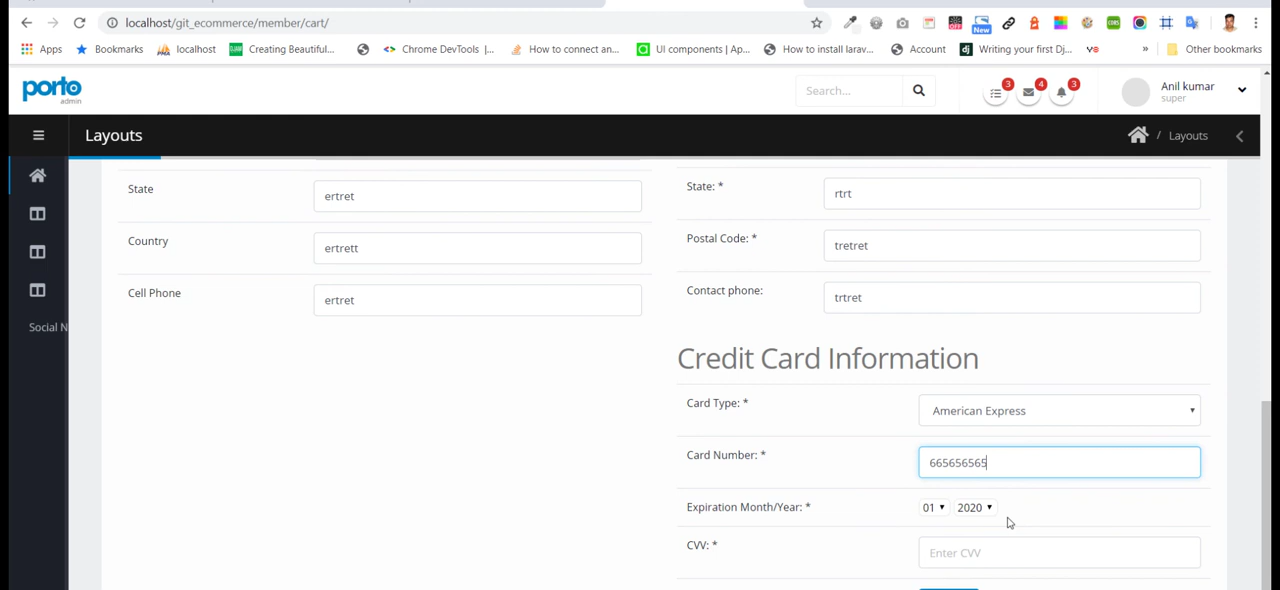 localhost/git_ecommerce/member/cart/
New
Apps Bookmarks localhost Creating Beautiful... Chrome DevTools |... How to connect an... UI components | Ap... How to install larav... Account Writing your first Dj... » Other bookmarks
porto
admin
Search...
3 4 3
Anil kumar
super
Layouts
/ Layouts
State ertret
State: * rtrt
Country ertrett
Postal Code: * tretret
Cell Phone ertret
Contact phone: trtret
Social N
Credit Card Information
Card Type: * American Express
Card Number: * 665656565
Expiration Month/Year: * 01 2020
CVV: * Enter CVV